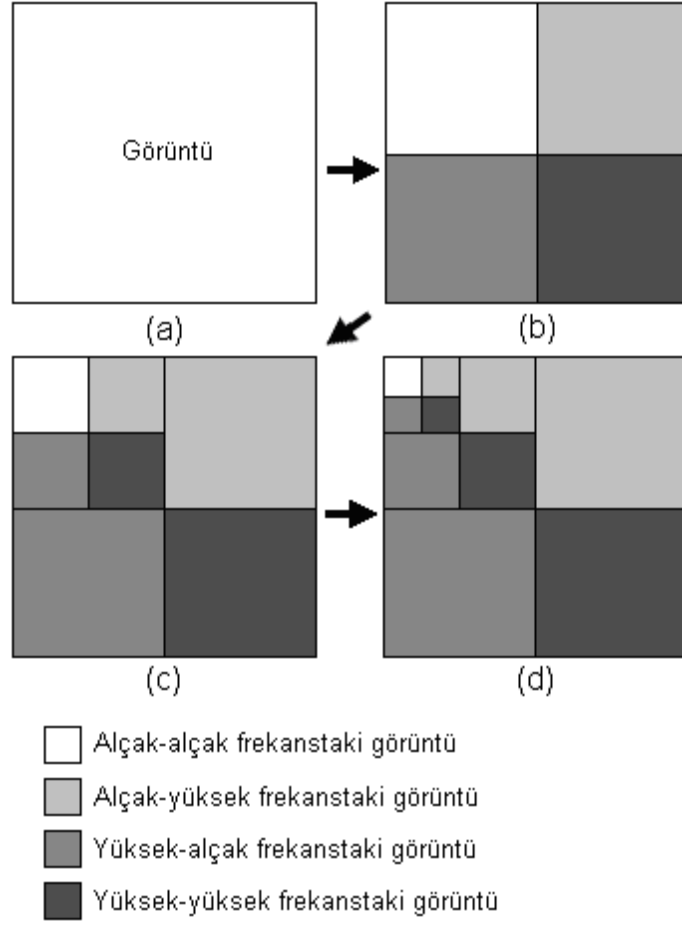 Görüntü
(a)
(b)
(c)
(d)
Alçak-alçak frekanstaki görüntü
Alçak-yüksek frekanstaki görüntü
Yüksek-alçak frekanstaki görüntü
Yüksek-yüksek frekanstaki görüntü